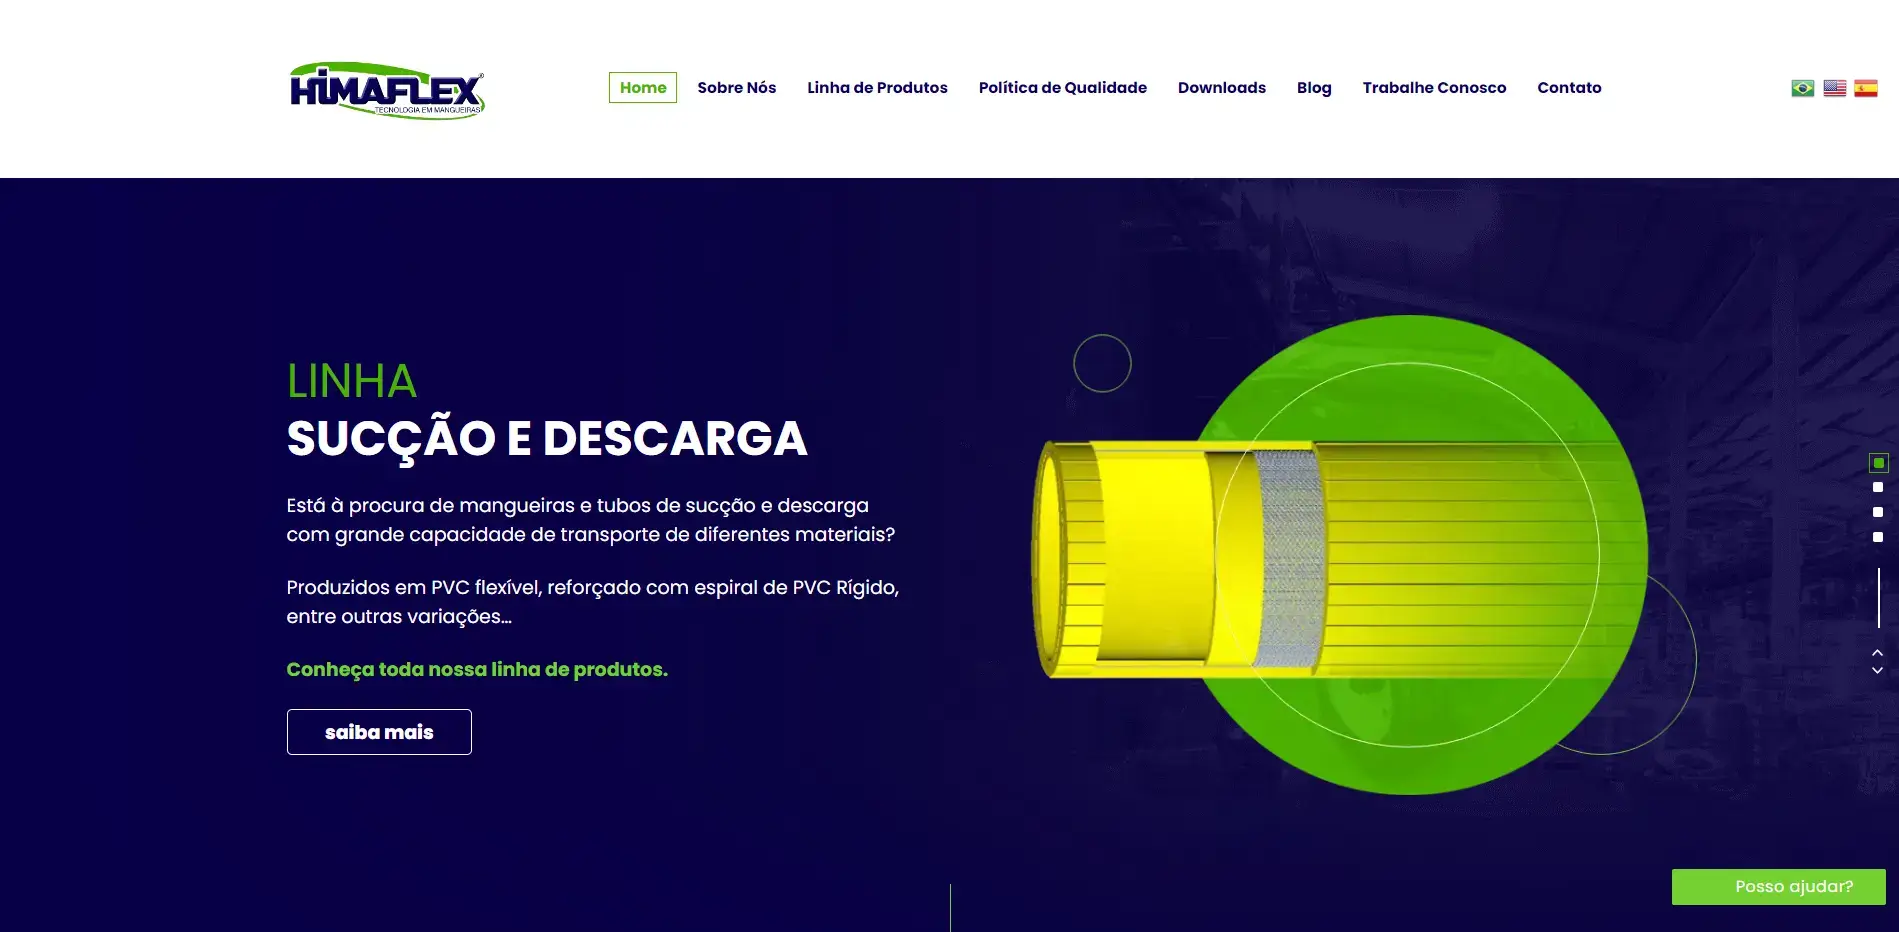 HIMAFLEX®
TECNOLOGIA EM MANGUEIRAS
Home
Sobre Nós
Linha de Produtos
Política de Qualidade
Downloads
Blog
Trabalhe Conosco
Contato
LINHA
SUCÇÃO E DESCARGA
Está à procura de mangueiras e tubos de sucção e descarga
com grande capacidade de transporte de diferentes materiais?
Produzidos em PVC flexível, reforçado com espiral de PVC Rígido,
entre outras variações...
Conheça toda nossa linha de produtos.
saiba mais
Posso ajudar?